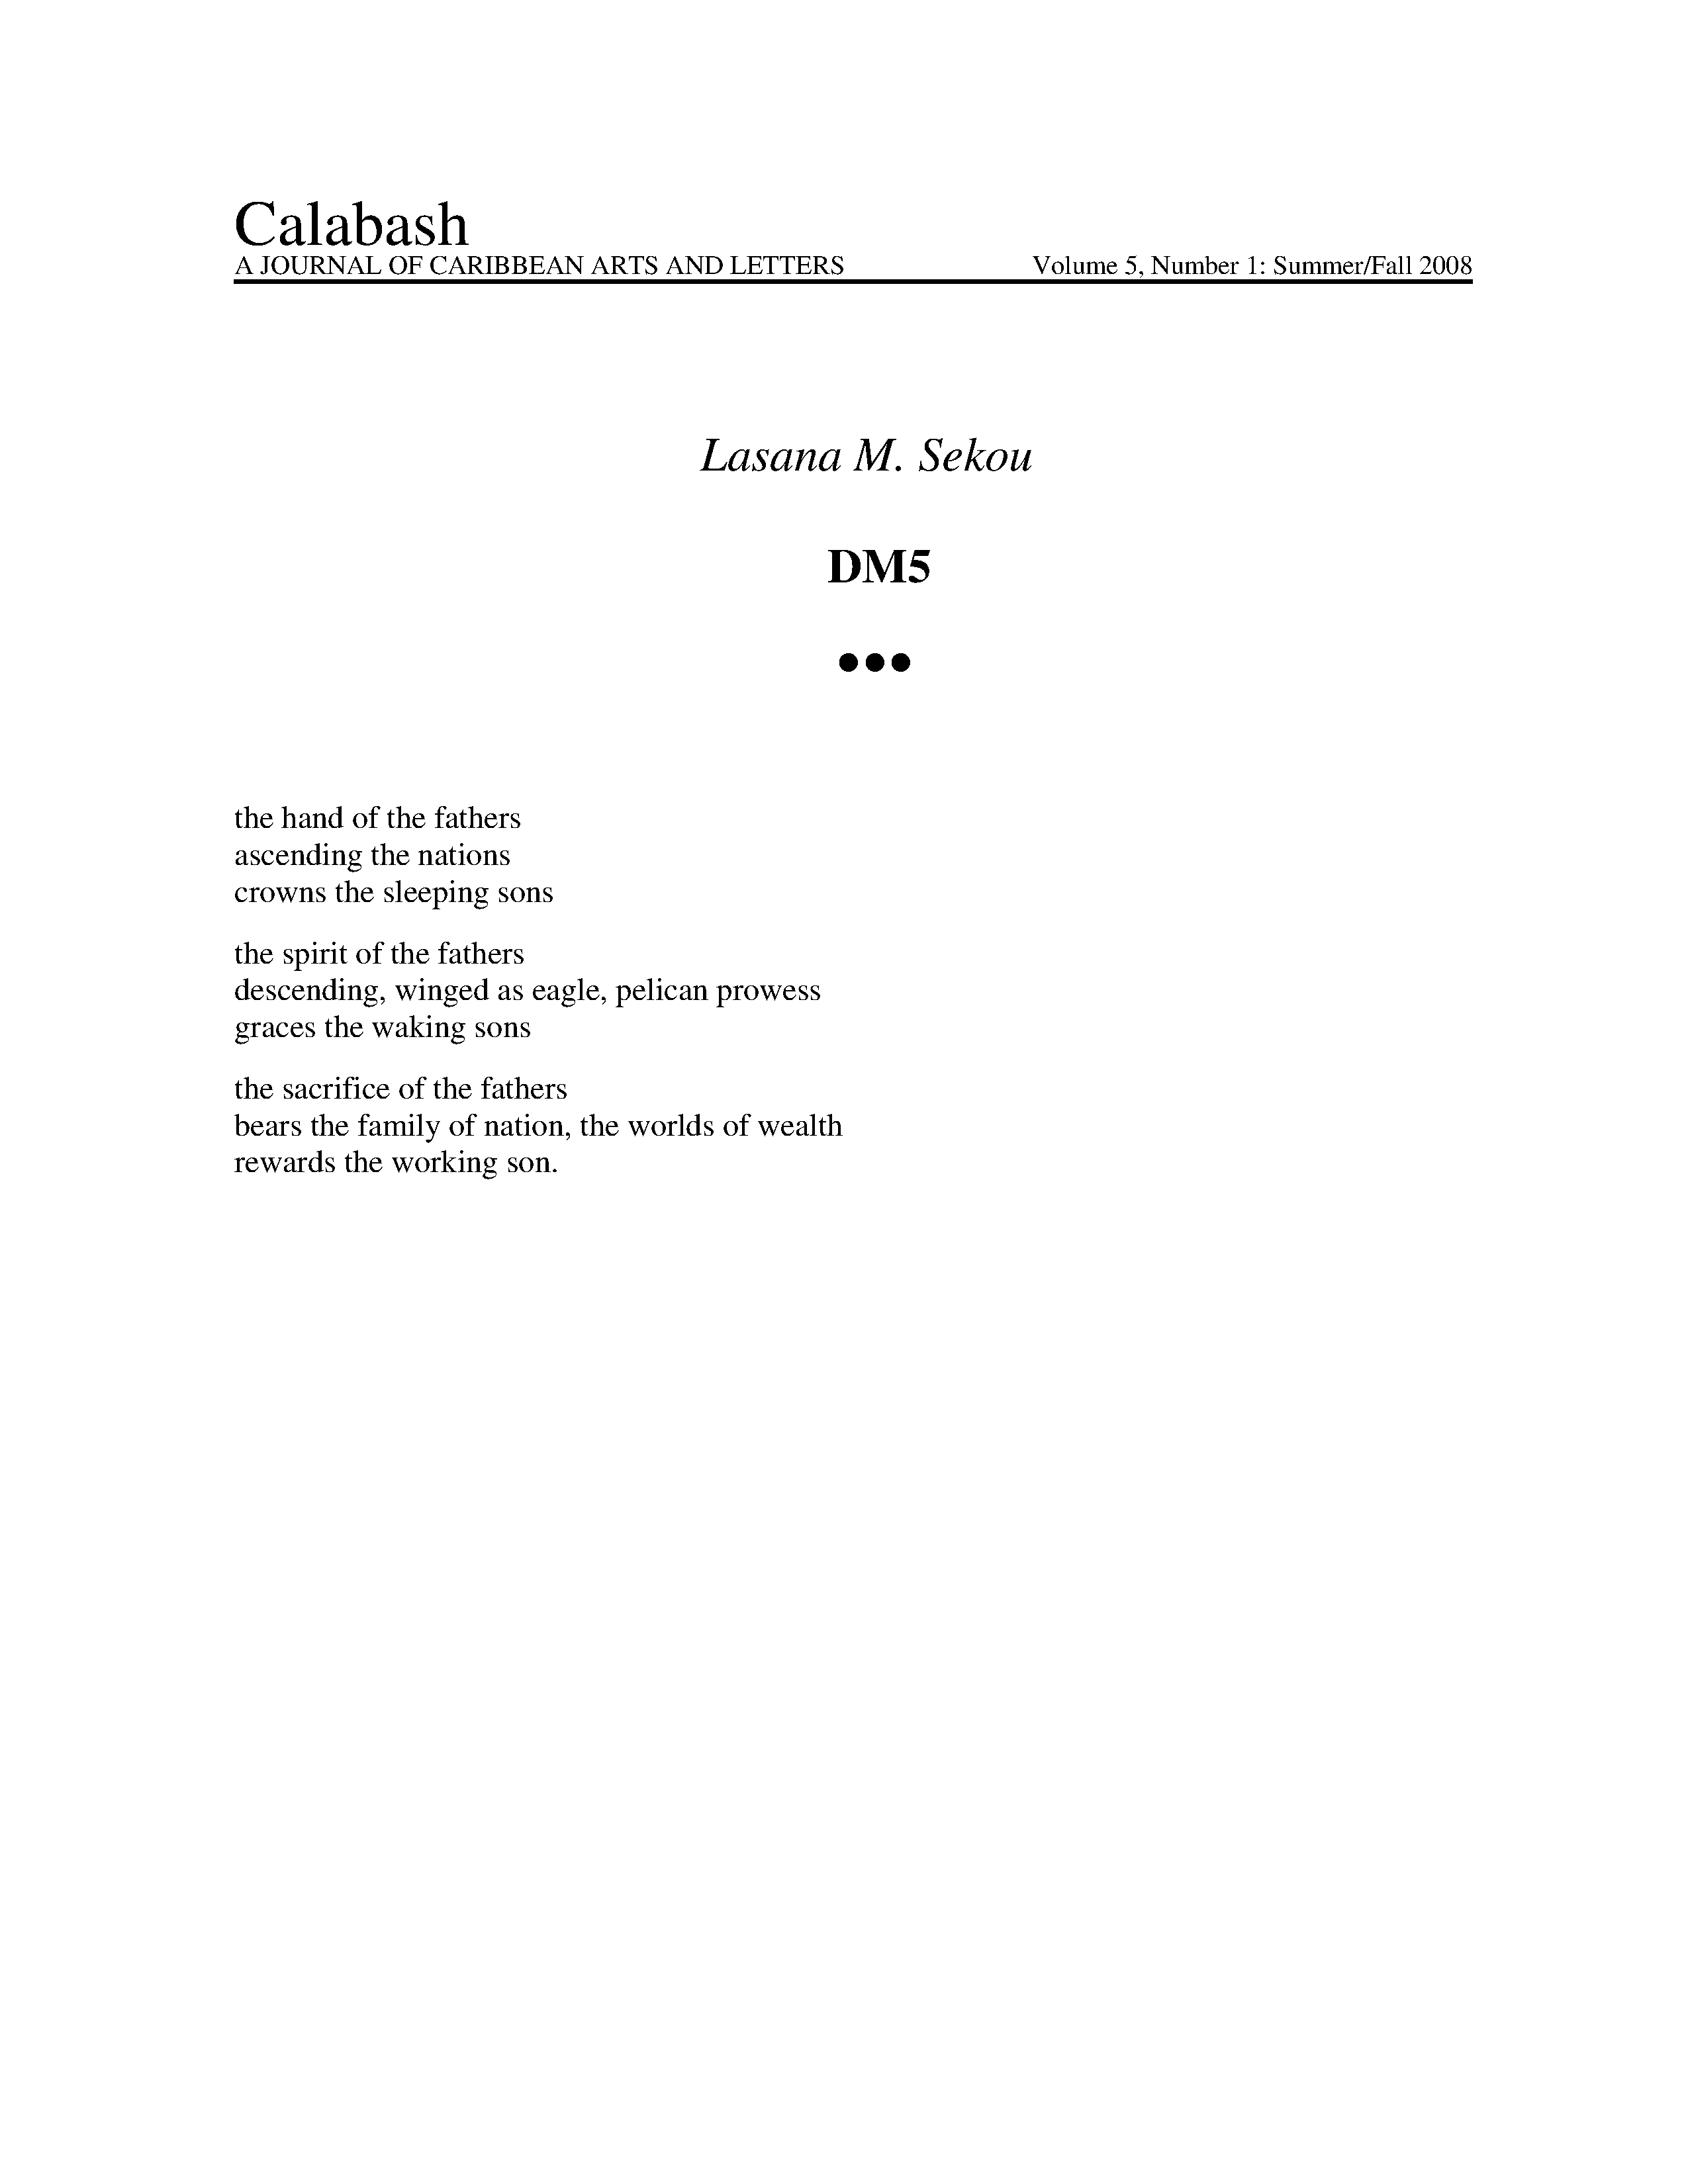 Calabash
A JOURNAL OF CARIBBEAN ARTS AND LETTERS Volume 5, Number 1: Summer/Fall 2008
Lasana M. Sekou
DM5
●●●
the hand of the fathers
ascending the nations
crowns the sleeping sons
the spirit of the fathers
descending, winged as eagle, pelican prowess
graces the waking sons
the sacrifice of the fathers
bears the family of nation, the worlds of wealth
rewards the working son.